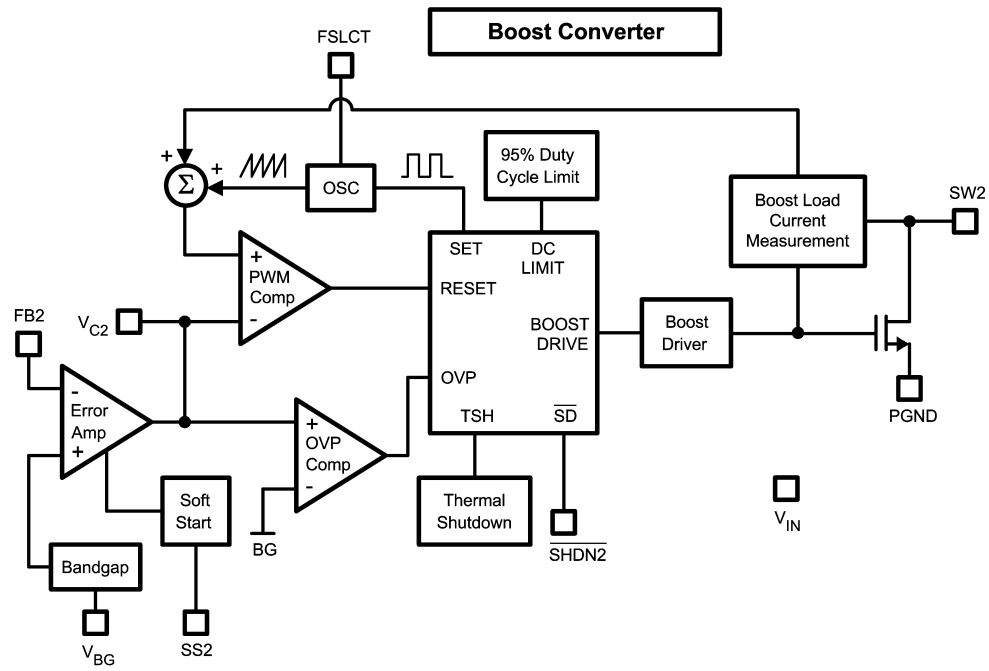 Boost Converter
FSLCT
+
+
Σ
OSC
95% Duty
Cycle Limit
Boost Load
Current
Measurement
SW2
SET
DC
LIMIT
RESET
BOOST
DRIVE
OVP
TSH
SD
+
PWM
Comp
-
VC2
FB2
-
Error
Amp
+
+
OVP
Comp
-
BG
Boost
Driver
PGND
Soft
Start
Thermal
Shutdown
SHDN2
VIN
Bandgap
VBG
SS2